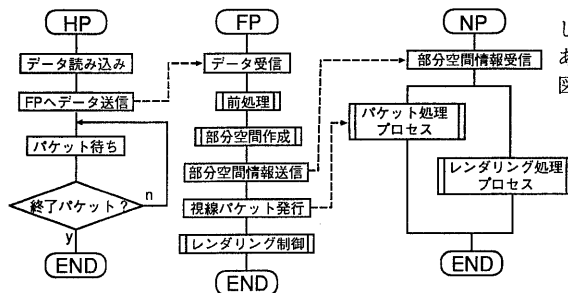 HP
データ読み込み
FPへデータ送信
パケット待ち
終了パケット?
n
y
END
FP
データ受信
前処理
部分空間作成
部分空間情報送信
視線パケット発行
レンダリング制御
END
NP
部分空間情報受信
パケット処理
プロセス
レンダリング処理
プロセス
END
し
あ
図